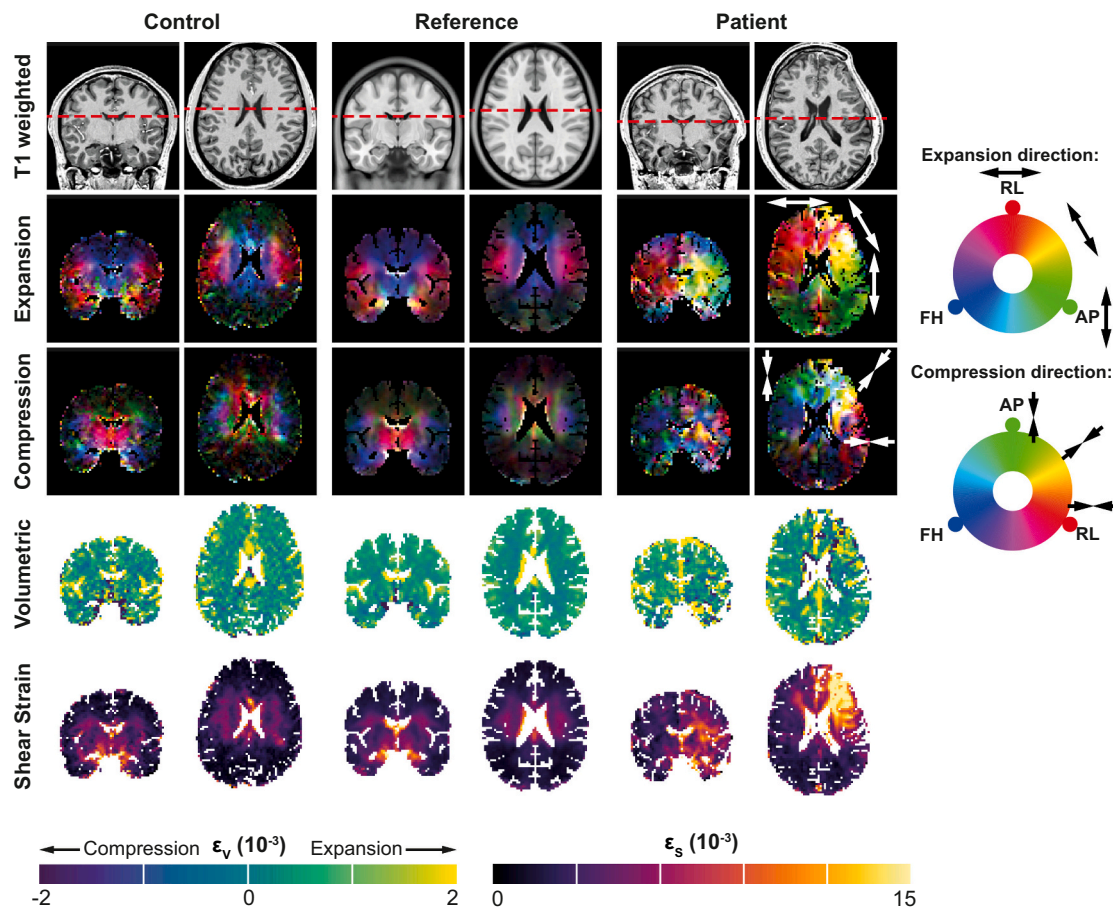 Control Reference Patient
T1 weighted
Expansion
Compression
Volumetric
Shear Strain
Expansion direction:
RL
FH
AP
Compression direction:
AP
FH
RL
Compression εv (10-3) Expansion
-2 0 2
εs (10-3)
0 15